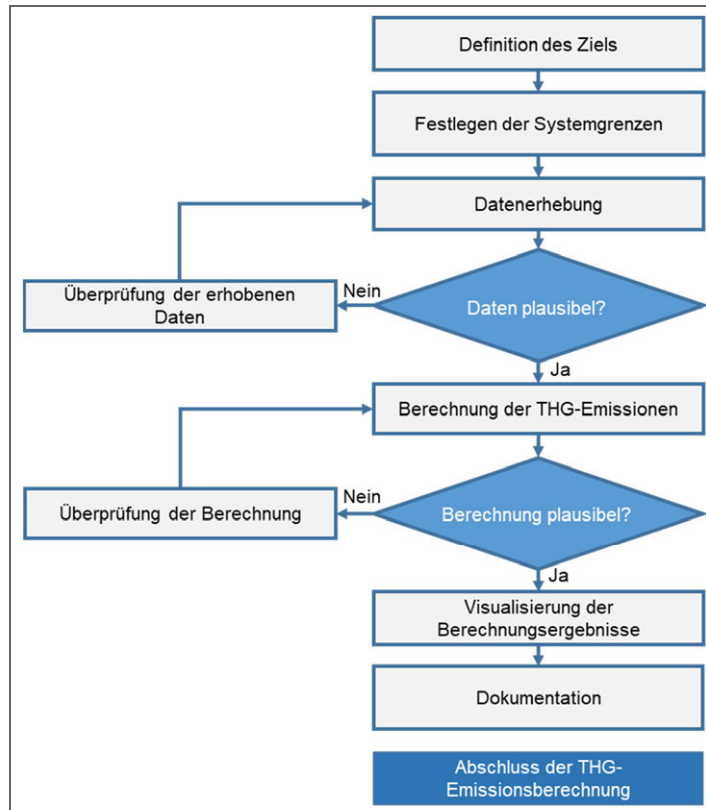 Definition des Ziels
Festlegen der Systemgrenzen
Datenerhebung
Überprüfung der erhobenen
Daten
Nein
Daten plausibel?
Ja
Berechnung der THG-Emissionen
Überprüfung der Berechnung
Nein
Berechnung plausibel?
Ja
Visualisierung der
Berechnungsergebnisse
Dokumentation
Abschluss der THG-
Emissionsberechnung